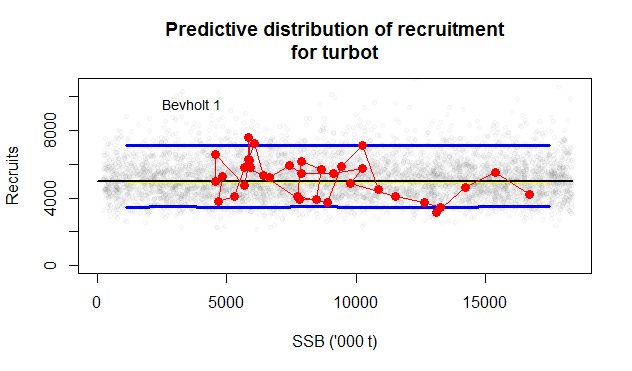 Predictive distribution of recruitment
for turbot
Bevholt 1
Recruits
8000
4000
0
0
5000
10000
15000
SSB ('000 t)